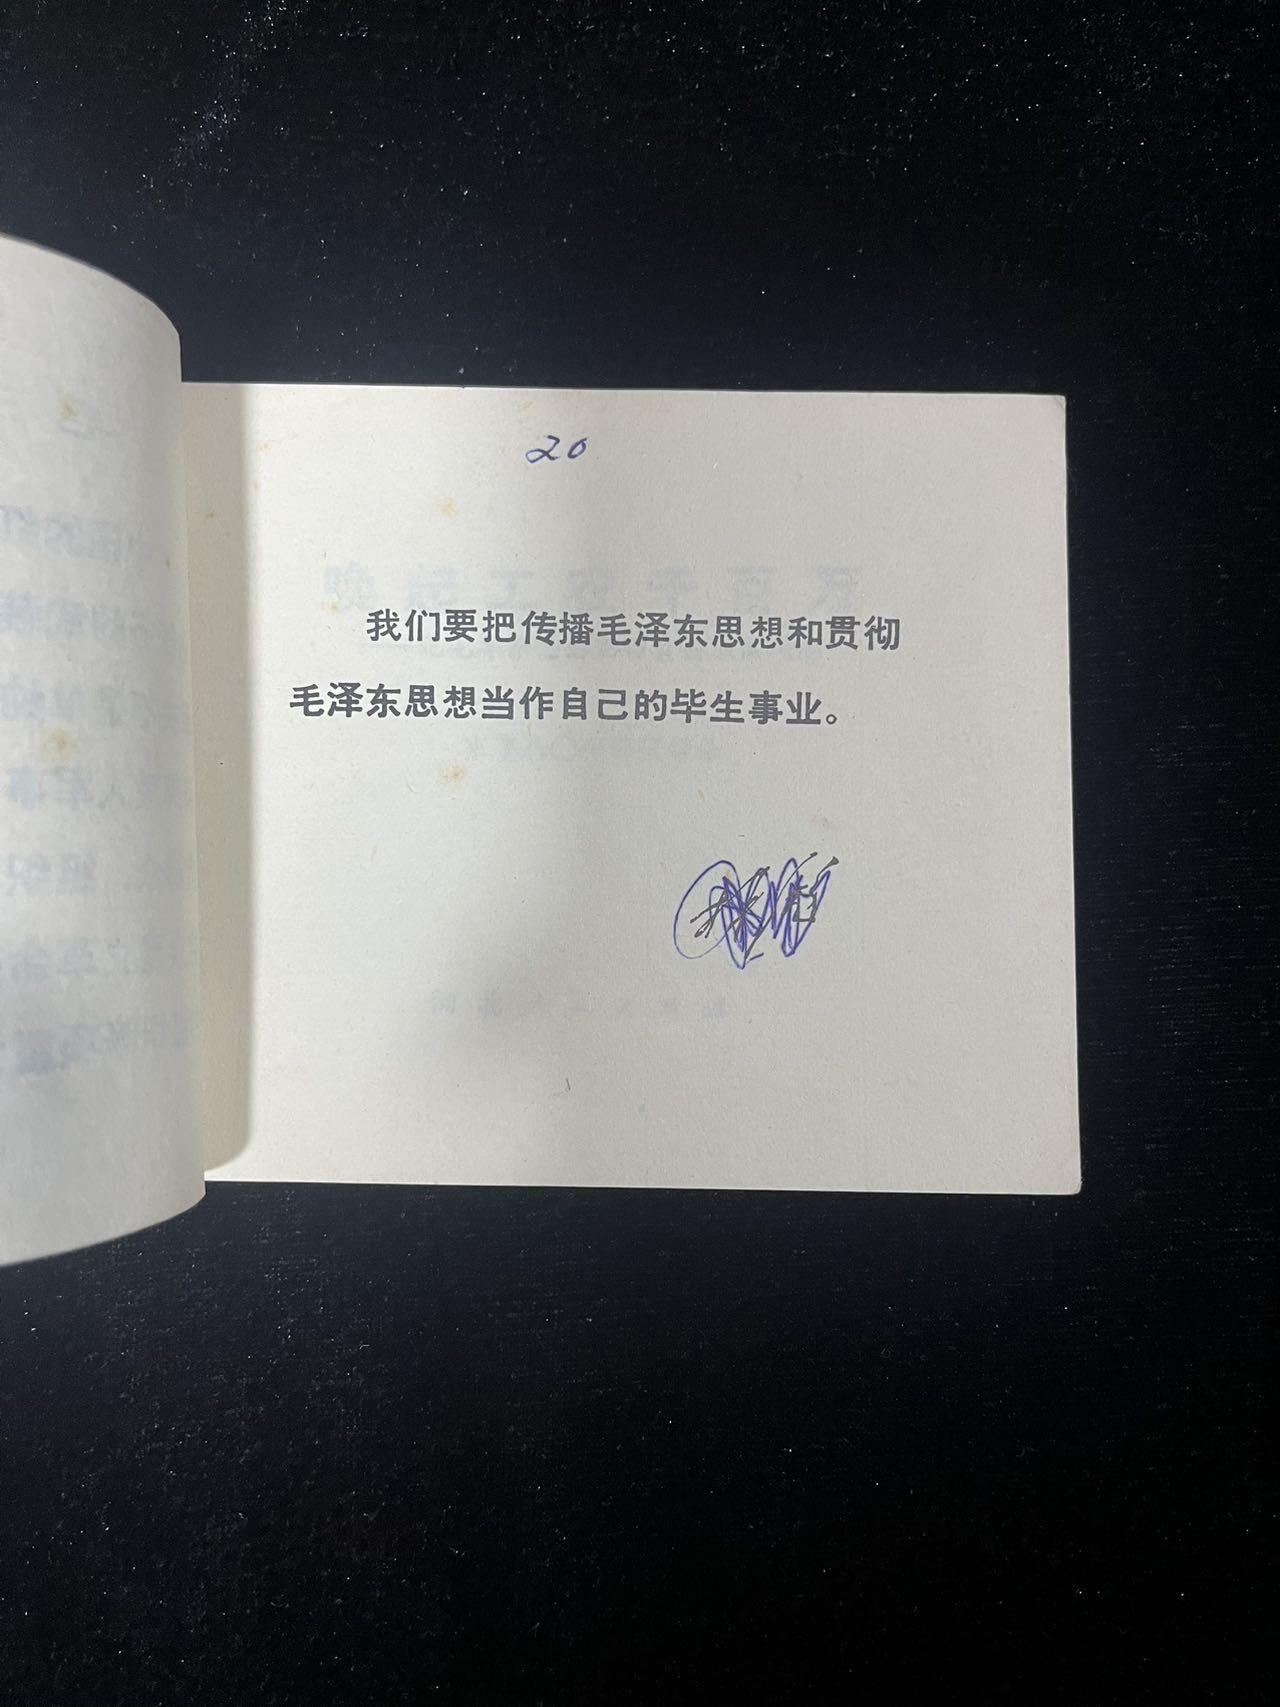 20
我们要把传播毛泽东思想和贯彻
毛泽东思想当作自己的毕生事业。